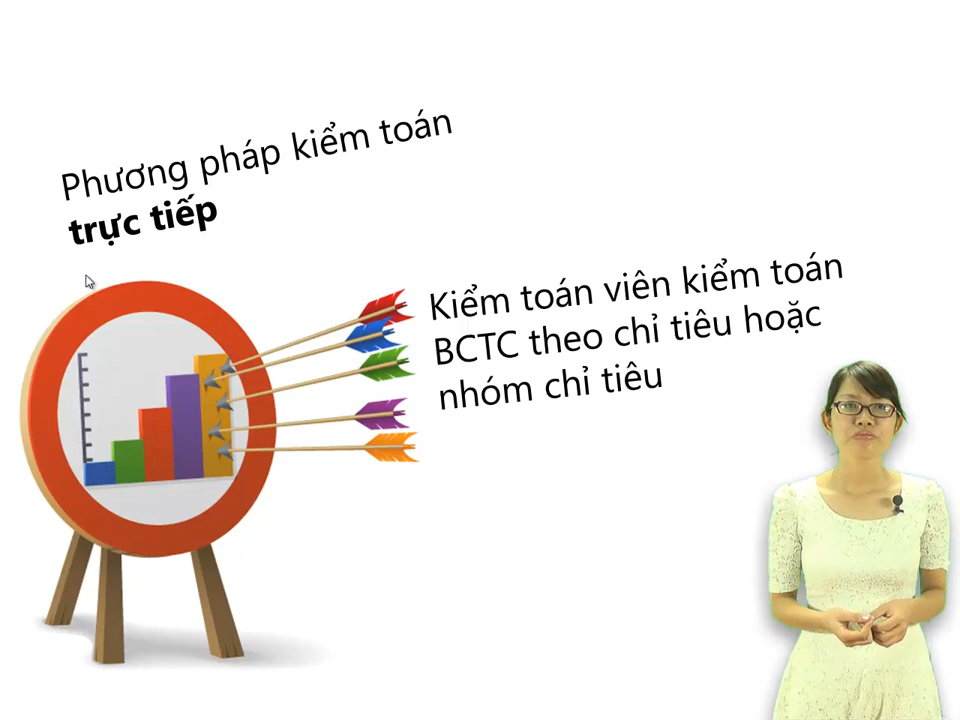 Phương pháp kiểm toán
trực tiếp
Kiểm toán viên kiểm toán
BCTC theo chỉ tiêu hoặc
nhóm chỉ tiêu